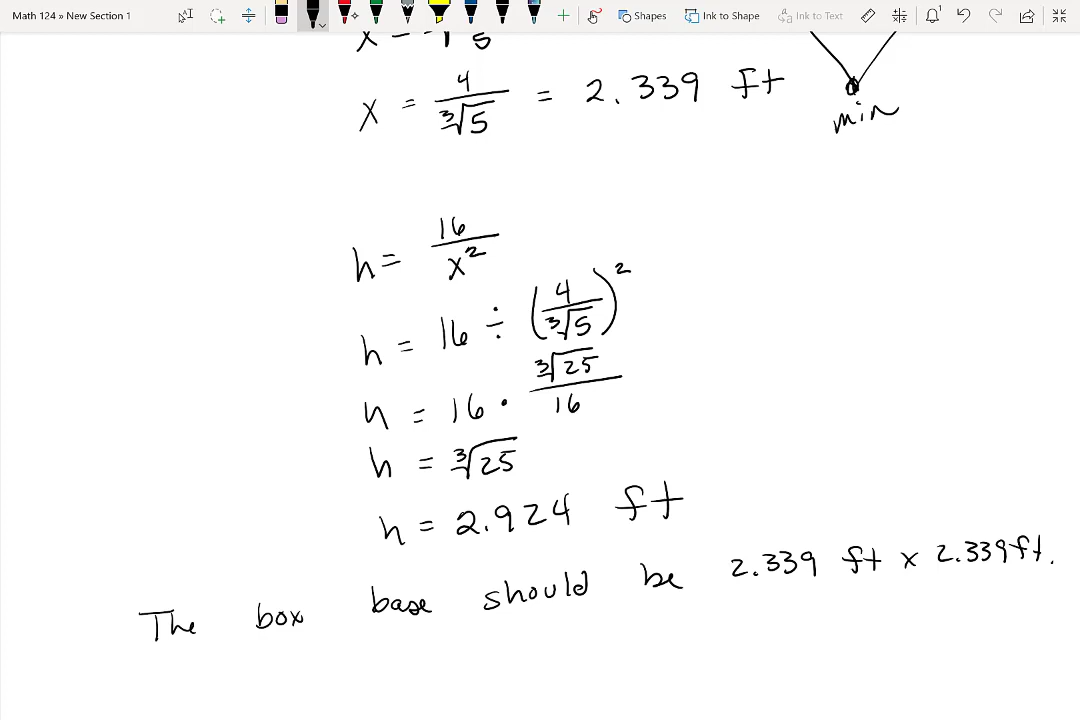 Math 124 » New Section 1
Shapes
Ink to Shape
Ink to Text
x = 4/∛5 = 2.339 ft
min
h = 16/x²
h = 16 ÷ (4/∛5)²
h = 16 · ∛25/16
h = ∛25
h = 2.924 ft
The box base should be 2.339 ft x 2.339 ft.